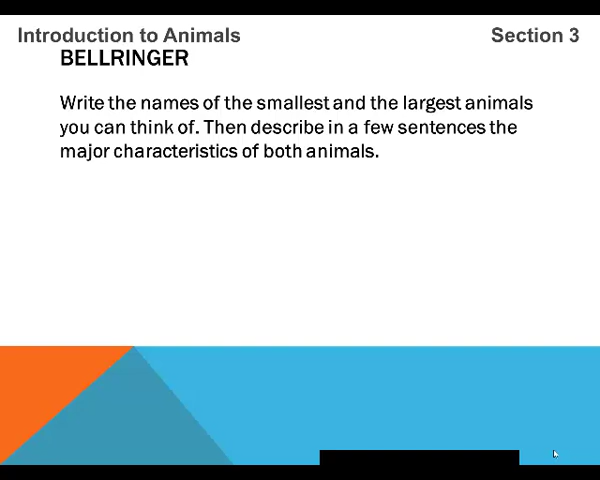 Introduction to Animals Section 3
BELLRINGER
Write the names of the smallest and the largest animals
you can think of. Then describe in a few sentences the
major characteristics of both animals.